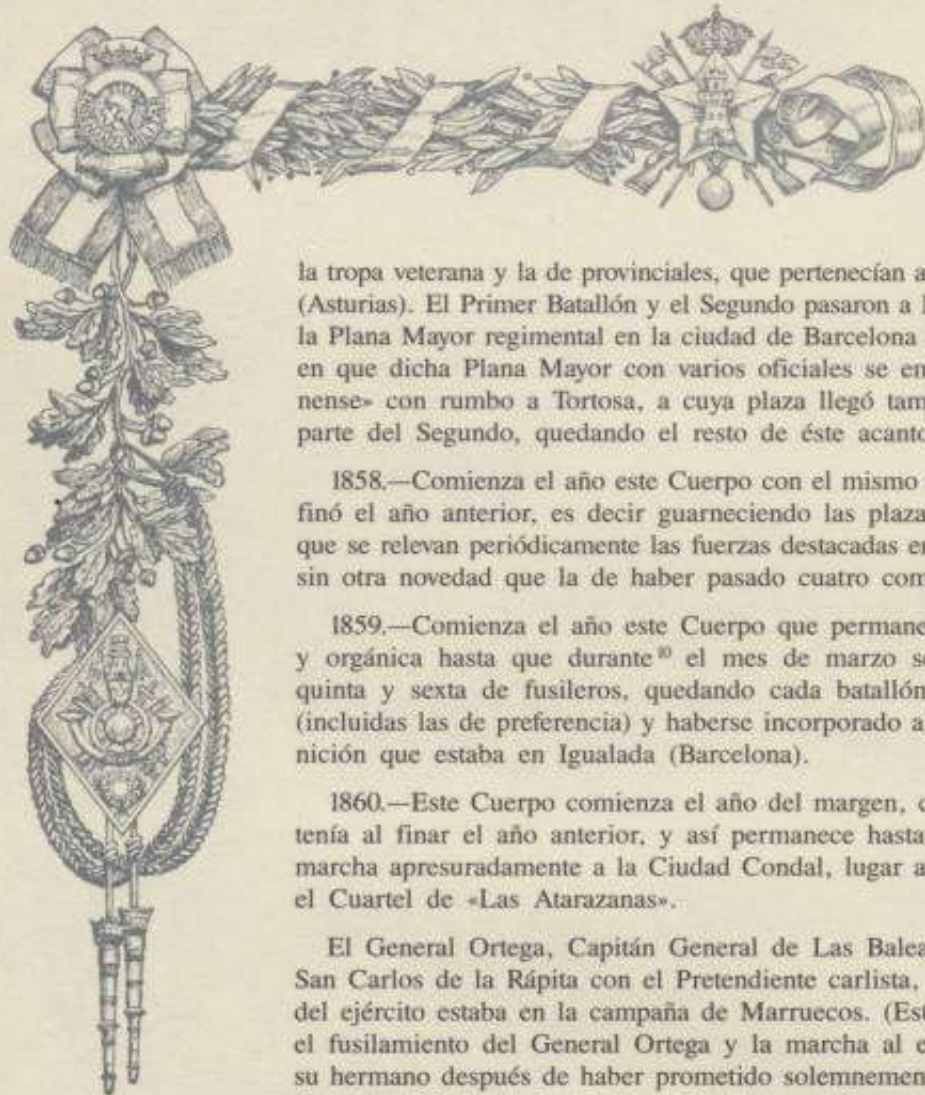 la tropa veterana y la de provinciales, que pertenecían a
(Asturias). El Primer Batallón y el Segundo pasaron a
la Plana Mayor regimental en la ciudad de Barcelona
en que dicha Plana Mayor con varios oficiales se en
nense» con rumbo a Tortosa, a cuya plaza llegó tam
parte del Segundo, quedando el resto de éste acanto
1858.—Comienza el año este Cuerpo con el mismo
finó el año anterior, es decir guarneciendo las plaza
que se relevan periódicamente las fuerzas destacadas en
sin otra novedad que la de haber pasado cuatro com
1859.—Comienza el año este Cuerpo que permane
y orgánica hasta que durante¹⁰ el mes de marzo se
quinta y sexta de fusileros, quedando cada batallón
(incluidas las de preferencia) y haberse incorporado a
nición que estaba en Igualada (Barcelona).
1860.—Este Cuerpo comienza el año del margen, c
tenía al finar el año anterior, y así permanece hasta
marcha apresuradamente a la Ciudad Condal, lugar a
el Cuartel de «Las Atarazanas».
El General Ortega, Capitán General de Las Balea
San Carlos de la Rápita con el Pretendiente carlista,
del ejército estaba en la campaña de Marruecos. (Est
el fusilamiento del General Ortega y la marcha al e
su hermano después de haber prometido solemnemen